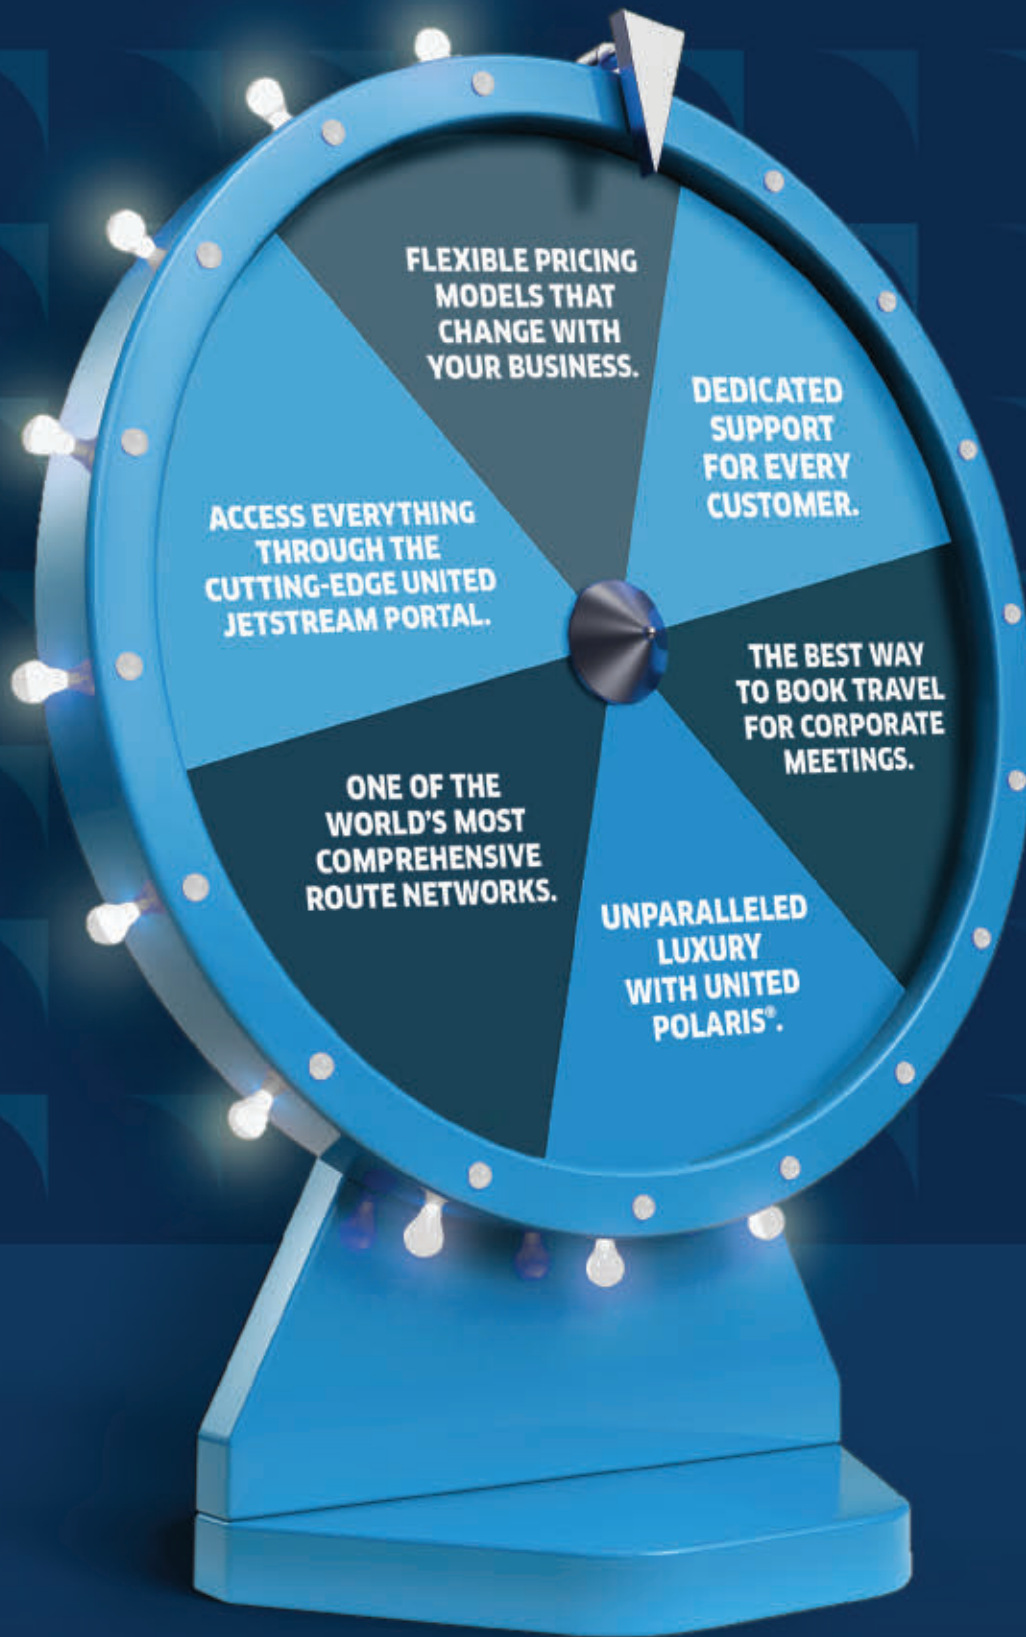 FLEXIBLE PRICING
MODELS THAT
CHANGE WITH
YOUR BUSINESS.
DEDICATED
SUPPORT
FOR EVERY
CUSTOMER.
THE BEST WAY
TO BOOK TRAVEL
FOR CORPORATE
MEETINGS.
UNPARALLELED
LUXURY
WITH UNITED
POLARIS®.
ONE OF THE
WORLD'S MOST
COMPREHENSIVE
ROUTE NETWORKS.
ACCESS EVERYTHING
THROUGH THE
CUTTING-EDGE UNITED
JETSTREAM PORTAL.